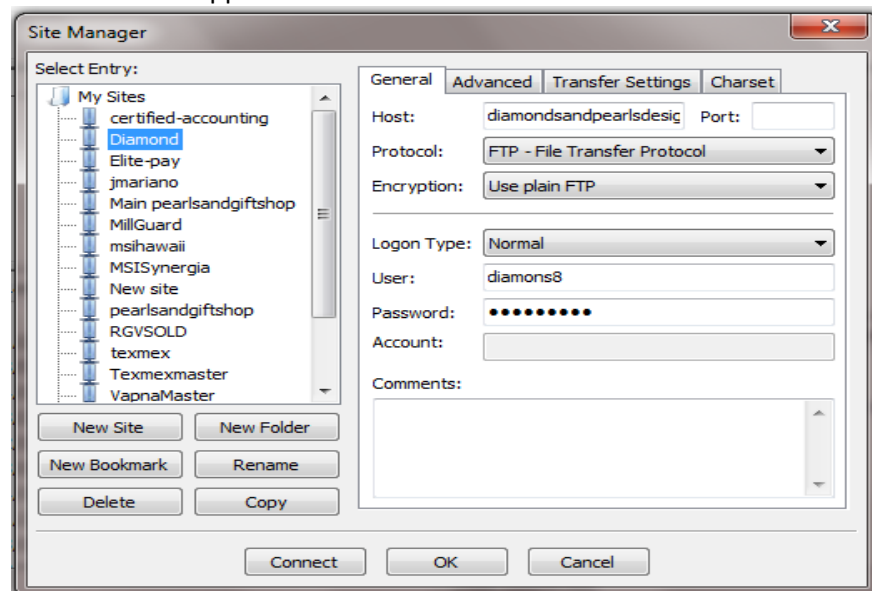 Site Manager
Select Entry:
My Sites
certified-accounting
Diamond
Elite-pay
jmariano
Main pearlsandgiftshop
MillGuard
msihawaii
MSISynergia
New site
pearlsandgiftshop
RGVSOLD
texmex
Texmexmaster
VapnaMaster
New Site New Folder
New Bookmark Rename
Delete Copy
General Advanced Transfer Settings Charset
Host: diamondsandpearlsdesig Port:
Protocol: FTP - File Transfer Protocol
Encryption: Use plain FTP
Logon Type: Normal
User: diamons8
Password: •••••••••
Account:
Comments:
Connect OK Cancel